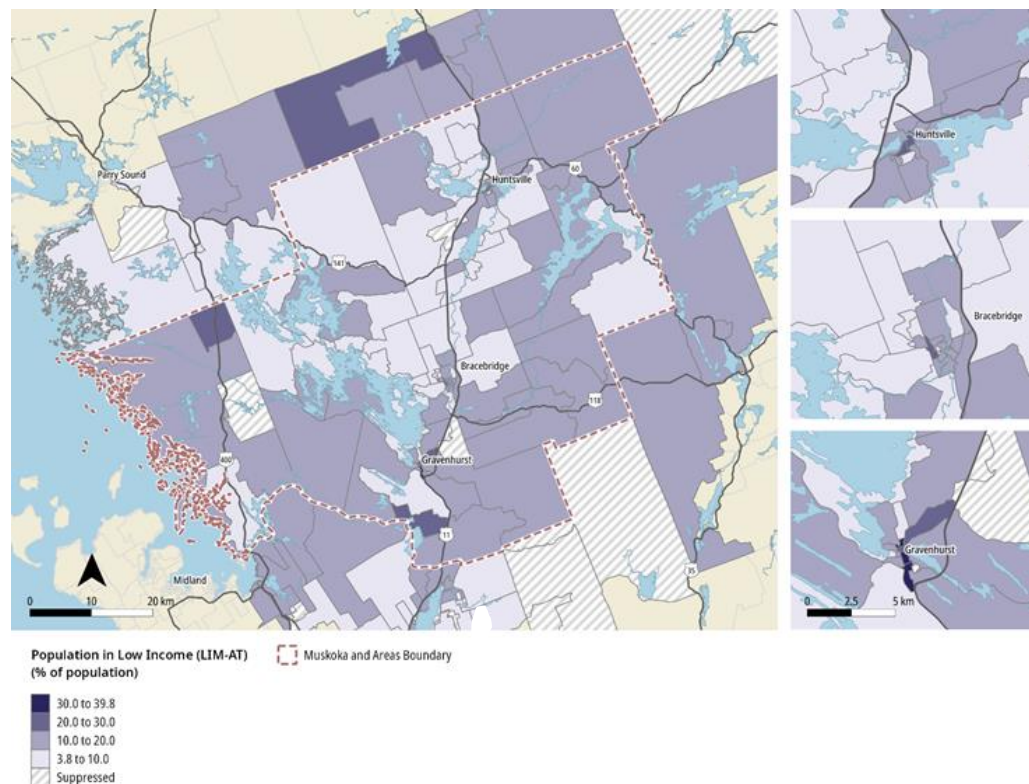 Parry Sound
Huntsville
60
141
Bracebridge
118
Gravenhurst
400
11
35
Midland
0 10 20 km
Huntsville
Bracebridge
Gravenhurst
0 2.5 5 km
Population in Low Income (LIM-AT)
(% of population)
Muskoka and Areas Boundary
30.0 to 39.8
20.0 to 30.0
10.0 to 20.0
3.8 to 10.0
Suppressed